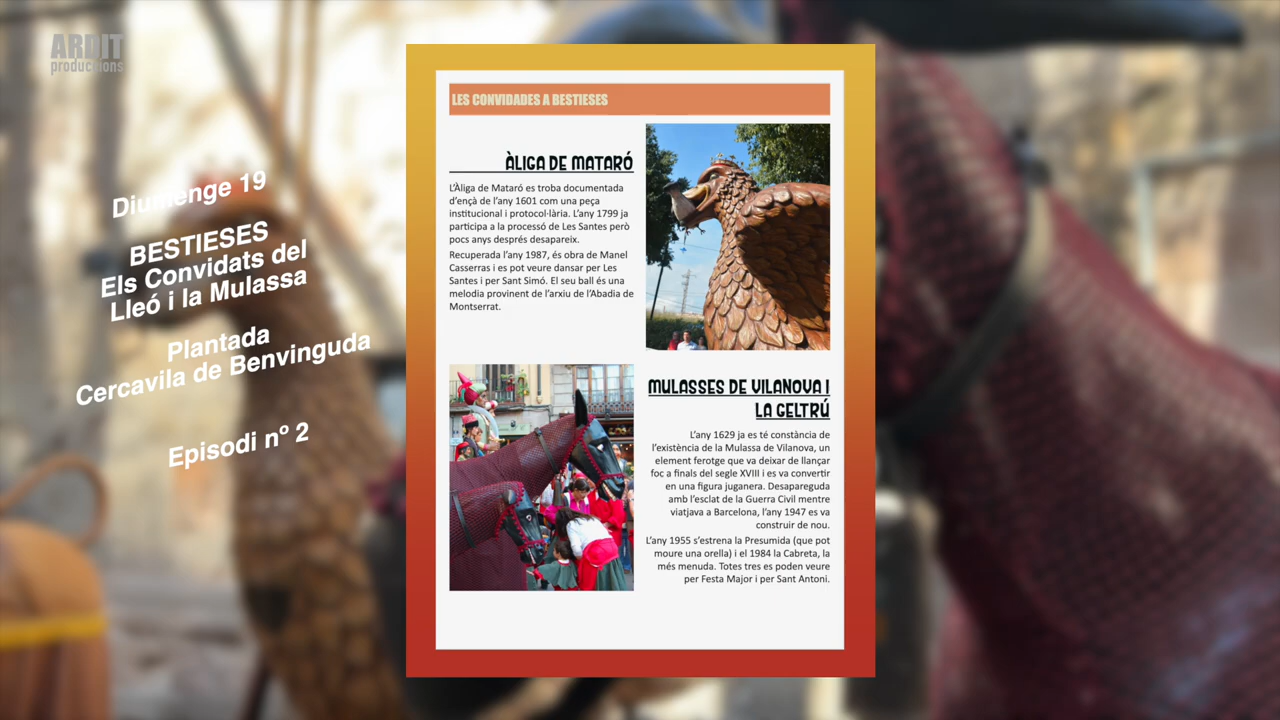 ARDIT
productions
Diumenge 19
BESTIESES
Els Convidats del
Lleó i la Mulassa
Plantada
Cercavila de Benvinguda
Episodi nº 2
LES CONVIDADES A BESTIESES
ÀLIGA DE MATARÓ
L'Àliga de Mataró es troba documentada
d'ençà de l'any 1601 com una peça
institucional i protocol·lària. L'any 1799 ja
participa a la processó de Les Santes però
pocs anys després desapareix.
Recuperada l'any 1987, és obra de Manel
Casserras i es pot veure dansar per Les
Santes i per Sant Simó. El seu ball és una
melodia provinent de l'arxiu de l'Abadia de
Montserrat.
MULASSES DE VILANOVA I
LA GELTRÚ
L'any 1629 ja es té constància de
l'existència de la Mulassa de Vilanova, un
element ferotge que va deixar de llançar
foc a finals del segle XVIII i es va convertir
en una figura juganera. Desapareguda
amb l'esclat de la Guerra Civil mentre
viatjava a Barcelona, l'any 1947 es va
construir de nou.
L'any 1955 s'estrena la Presumida (que pot
moure una orella) i el 1984 la Cabreta, la
més menuda. Totes tres es poden veure
per Festa Major i per Sant Antoni.